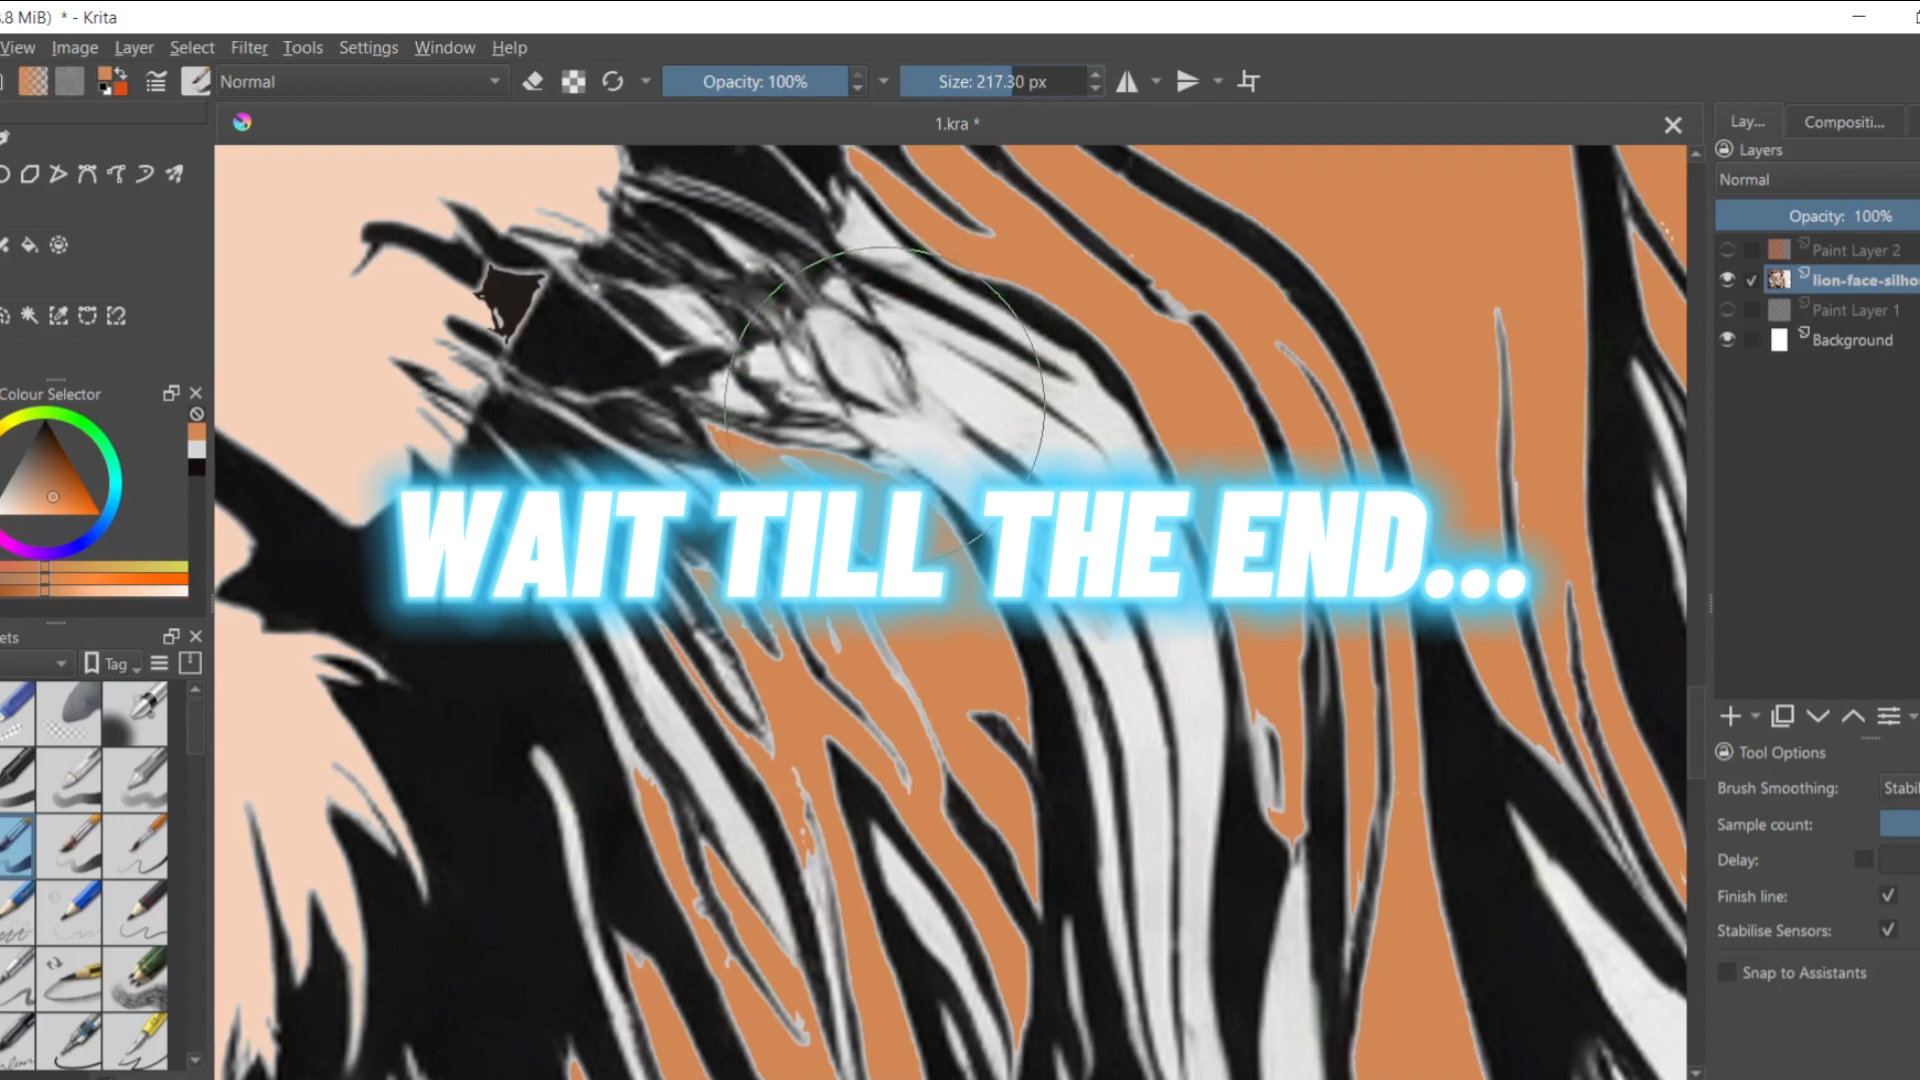 .8 MiB) * - Krita
View Image Layer Select Filter Tools Settings Window Help
Normal
Opacity: 100%
Size: 217.30 px
1.kra *
Lay...
Compositi...
Layers
Normal
Opacity: 100%
Paint Layer 2
lion-face-silho
Paint Layer 1
Background
Colour Selector
WAIT TILL THE END...
ets
Tag
Tool Options
Brush Smoothing: Stabil
Sample count:
Delay:
Finish line:
Stabilise Sensors:
Snap to Assistants